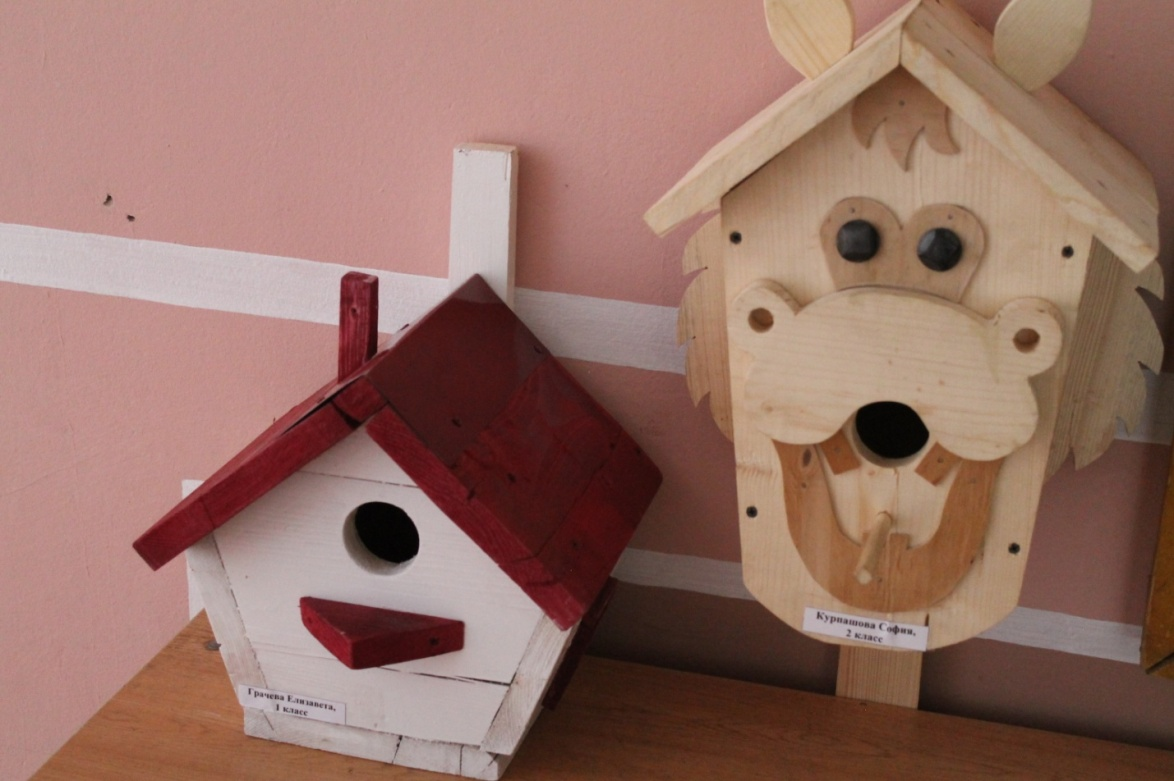 Грачева Елизавета,
1 класс
Курпашова София,
2 класс